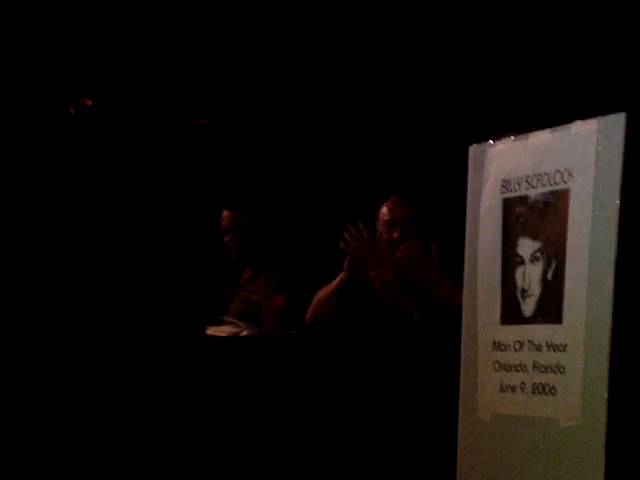 BILLY SCADLOCK
Man Of The Year
Orlando, Florida
June 9, 2006